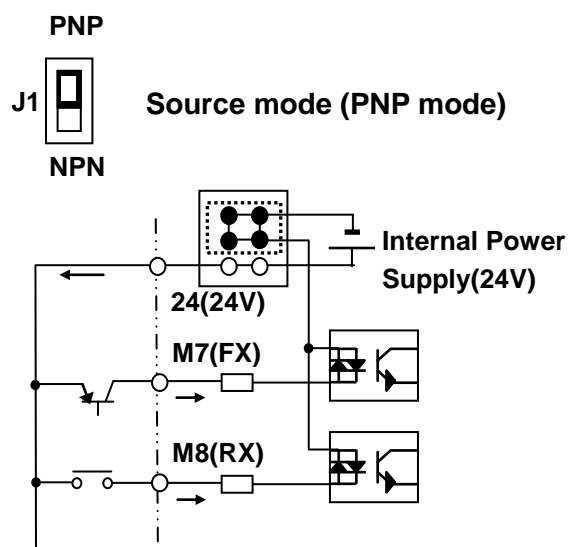 PNP
J1
Source mode (PNP mode)
NPN
Internal Power
Supply(24V)
24(24V)
M7(FX)
M8(RX)